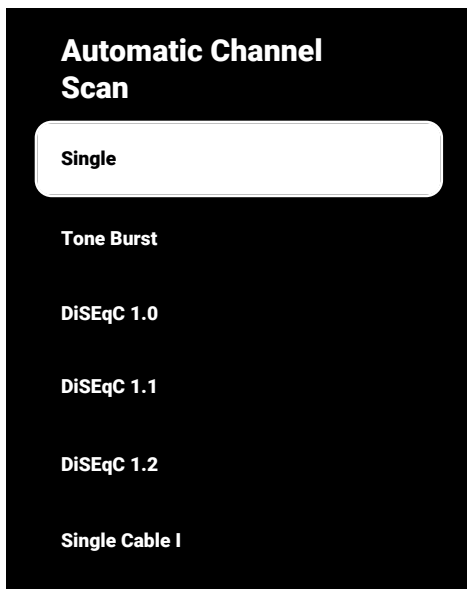 Automatic Channel
Scan
Single
Tone Burst
DiSEqC 1.0
DiSEqC 1.1
DiSEqC 1.2
Single Cable I